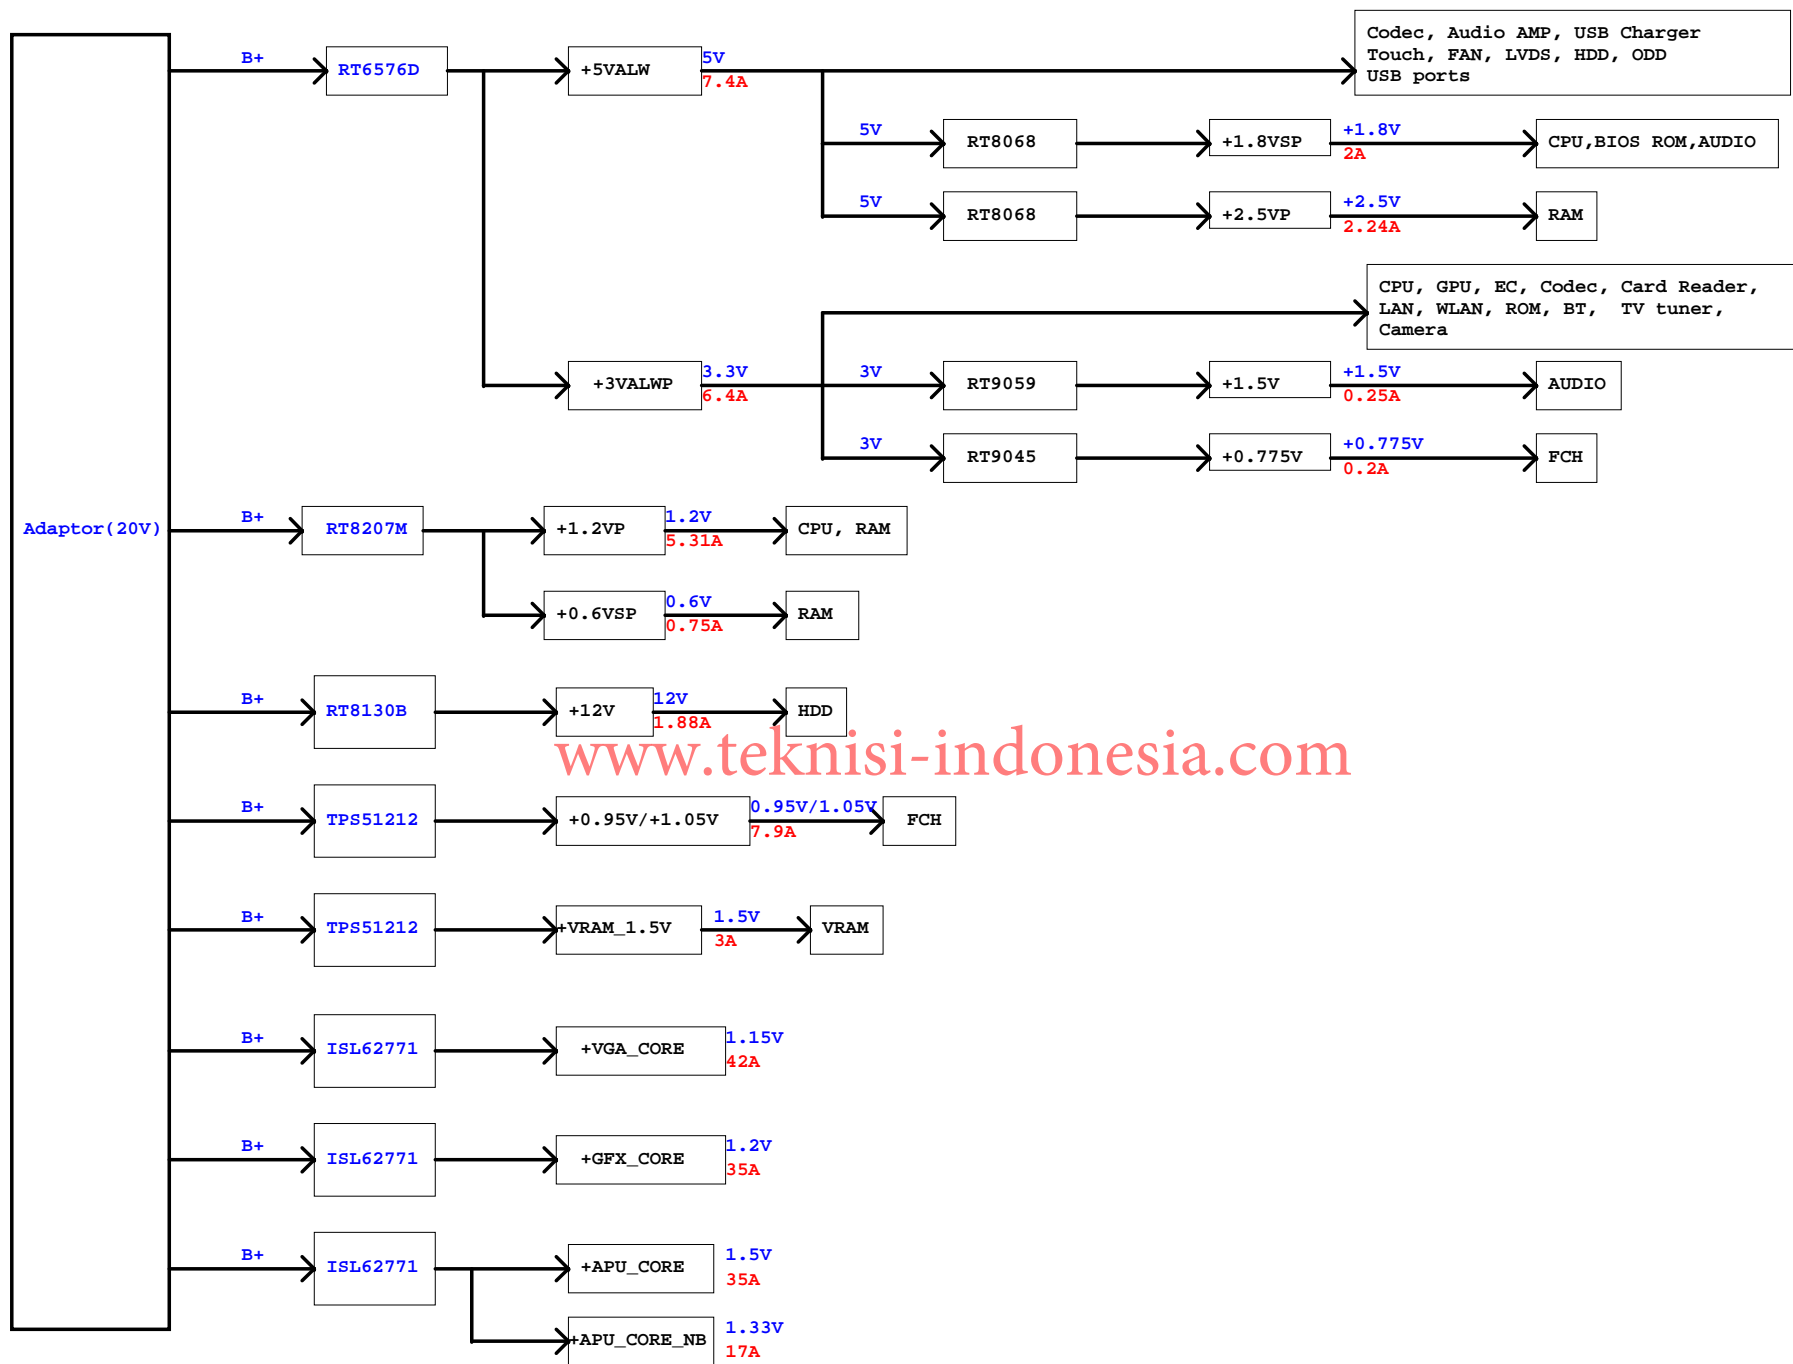 Codec, Audio AMP, USB Charger
Touch, FAN, LVDS, HDD, ODD
USB ports
B+
RT6576D
+5VALW
5V
7.4A
5V
RT8068
+1.8VSP
+1.8V
2A
CPU,BIOS ROM,AUDIO
5V
RT8068
+2.5VP
+2.5V
2.24A
RAM
CPU, GPU, EC, Codec, Card Reader,
LAN, WLAN, ROM, BT, TV tuner,
Camera
+3VALWP
3.3V
6.4A
3V
RT9059
+1.5V
+1.5V
0.25A
AUDIO
3V
RT9045
+0.775V
+0.775V
0.2A
FCH
Adaptor(20V)
B+
RT8207M
+1.2VP
1.2V
5.31A
CPU, RAM
+0.6VSP
0.6V
0.75A
RAM
B+
RT8130B
+12V
12V
1.88A
HDD
www.teknisi-indonesia.com
B+
TPS51212
+0.95V/+1.05V
0.95V/1.05V
7.9A
FCH
B+
TPS51212
+VRAM_1.5V
1.5V
3A
VRAM
B+
ISL62771
+VGA_CORE
1.15V
42A
B+
ISL62771
+GFX_CORE
1.2V
35A
B+
ISL62771
+APU_CORE
1.5V
35A
+APU_CORE_NB
1.33V
17A